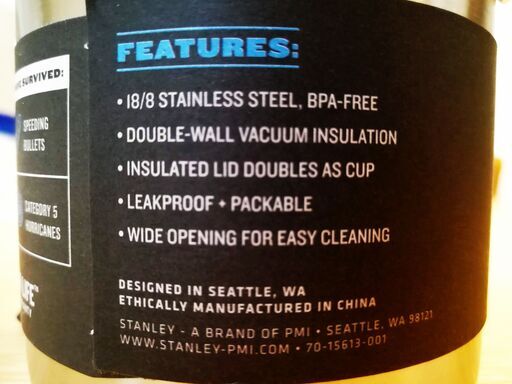 SURVIVED:
SPEEDING
BULLETS
CATEGORY 5
HURRICANES
LIFE™
FEATURES:
• 18/8 STAINLESS STEEL, BPA-FREE
• DOUBLE-WALL VACUUM INSULATION
• INSULATED LID DOUBLES AS CUP
• LEAKPROOF + PACKABLE
• WIDE OPENING FOR EASY CLEANING
DESIGNED IN SEATTLE, WA
ETHICALLY MANUFACTURED IN CHINA
STANLEY - A BRAND OF PMI • SEATTLE, WA 98121
WWW.STANLEY-PMI.COM • 70-15613-001